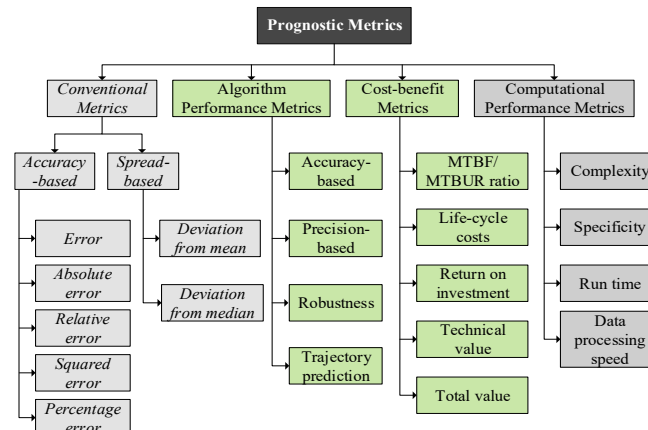 Prognostic Metrics
Conventional
Metrics
Algorithm
Performance Metrics
Cost-benefit
Metrics
Computational
Performance Metrics
Accuracy
-based
Spread-
based
Error
Absolute
error
Relative
error
Squared
error
Percentage
error
Deviation
from mean
Deviation
from median
Accuracy-
based
Precision-
based
Robustness
Trajectory
prediction
MTBF/
MTBUR ratio
Life-cycle
costs
Return on
investment
Technical
value
Total value
Complexity
Specificity
Run time
Data
processing
speed